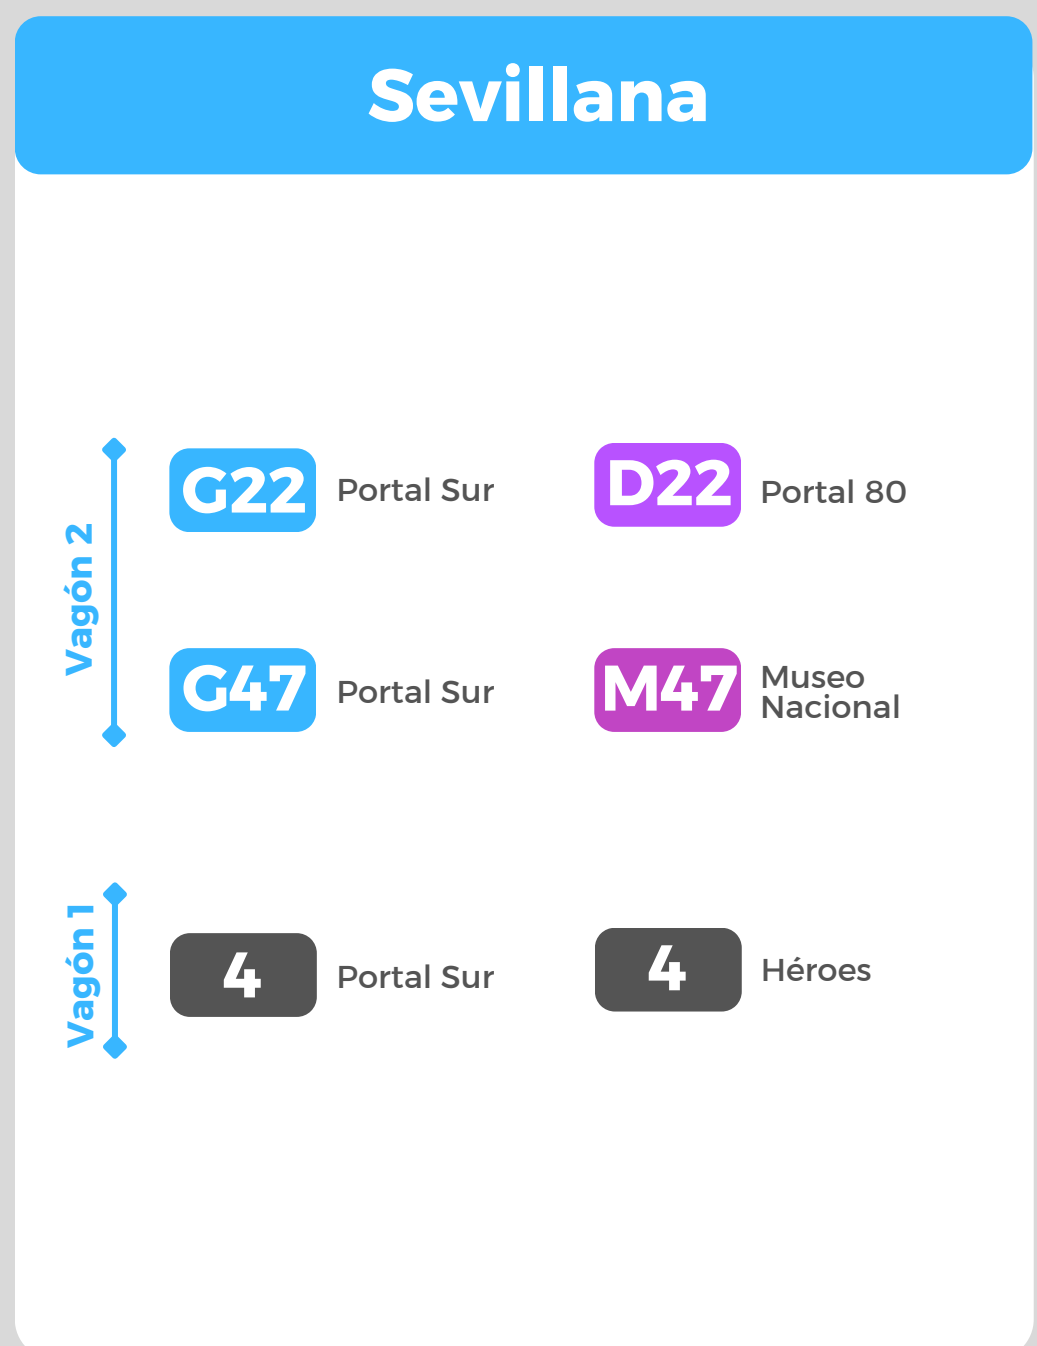 Sevillana
Vagón 2
G22 Portal Sur
D22 Portal 80
G47 Portal Sur
M47 Museo
Nacional
Vagón 1
4 Portal Sur
4 Héroes